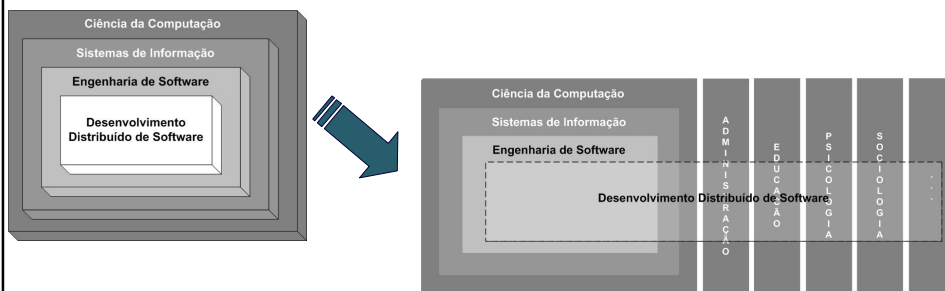 Ciência da Computação
Sistemas de Informação
Engenharia de Software
Desenvolvimento
Distribuído de Software
Ciência da Computação
Sistemas de Informação
Engenharia de Software
Desenvolvimento Distribuído de Software
ADMINISTRAÇÃO
EDUCAÇÃO
PSICOLOGIA
SOCIOLOGIA
...